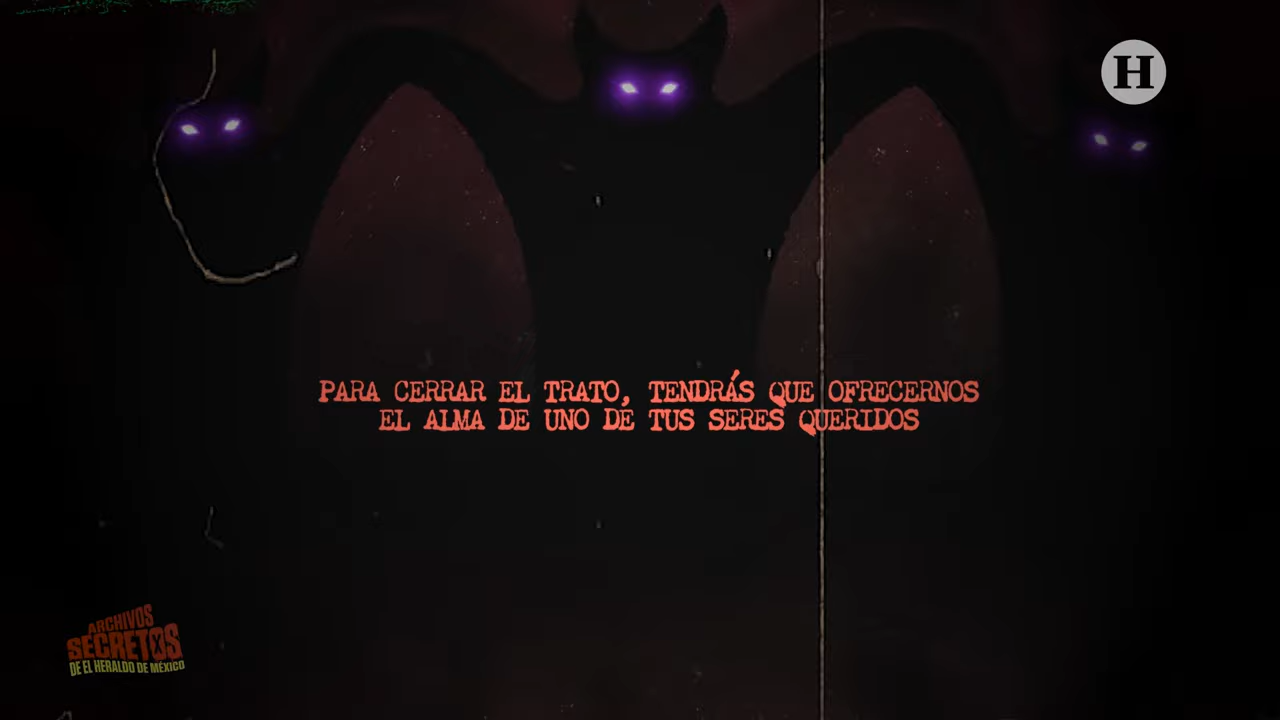 H
PARA CERRAR EL TRATO, TENDRÁS QUE OFRECERNOS
EL ALMA DE UNO DE TUS SERES QUERIDOS
ARCHIVOS
SECRETOS
DE EL HERALDO DE MÉXICO